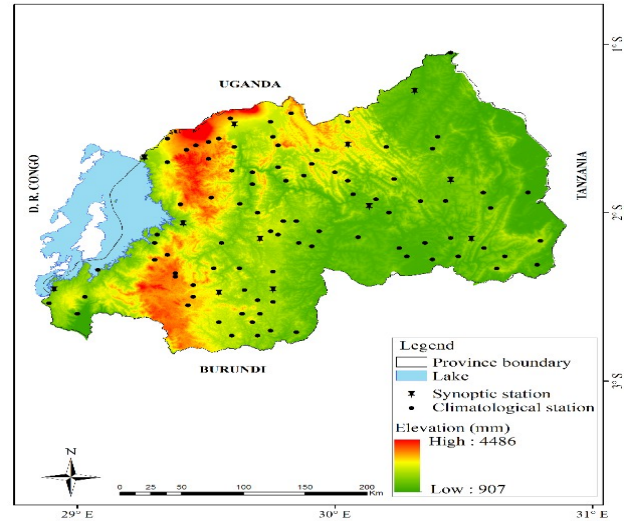 UGANDA
D. R. CONGO
TANZANIA
BURUNDI
1°S
2°S
3°S
Legend
Province boundary
Lake
Synoptic station
Climatological station
Elevation (mm)
High : 4486
Low : 907
N
0 25 50 100 150 200
Km
29° E 30° E 31° E